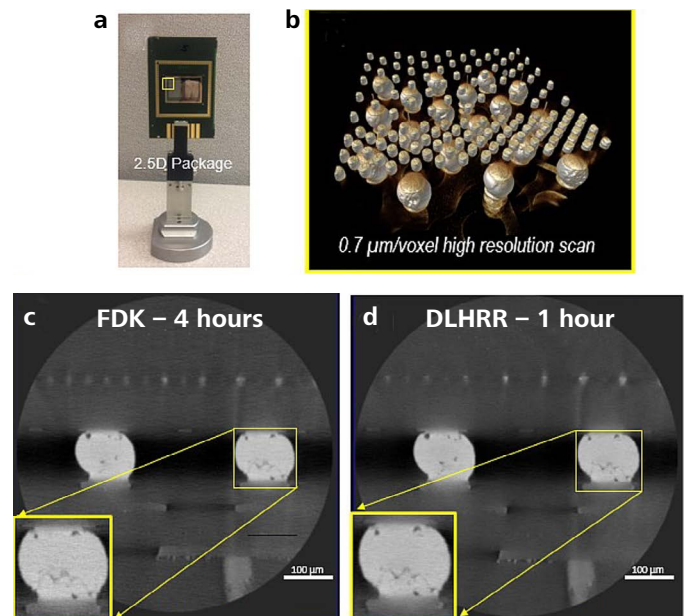 a
b
2.5D Package
0.7 µm/voxel high resolution scan
c
FDK – 4 hours
d
DLHRR – 1 hour
100 µm
100 µm